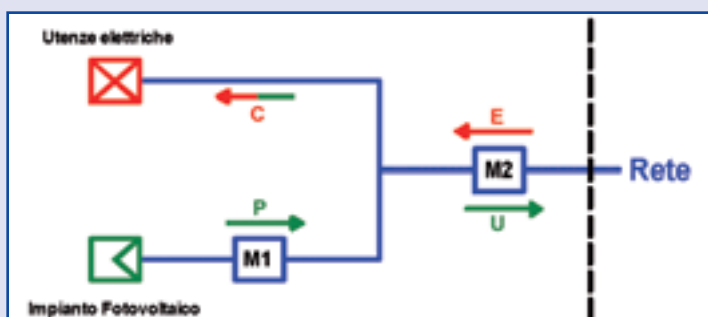 Utenze elettriche
C
E
M2
Rete
P
U
M1
Impianto Fotovoltaico